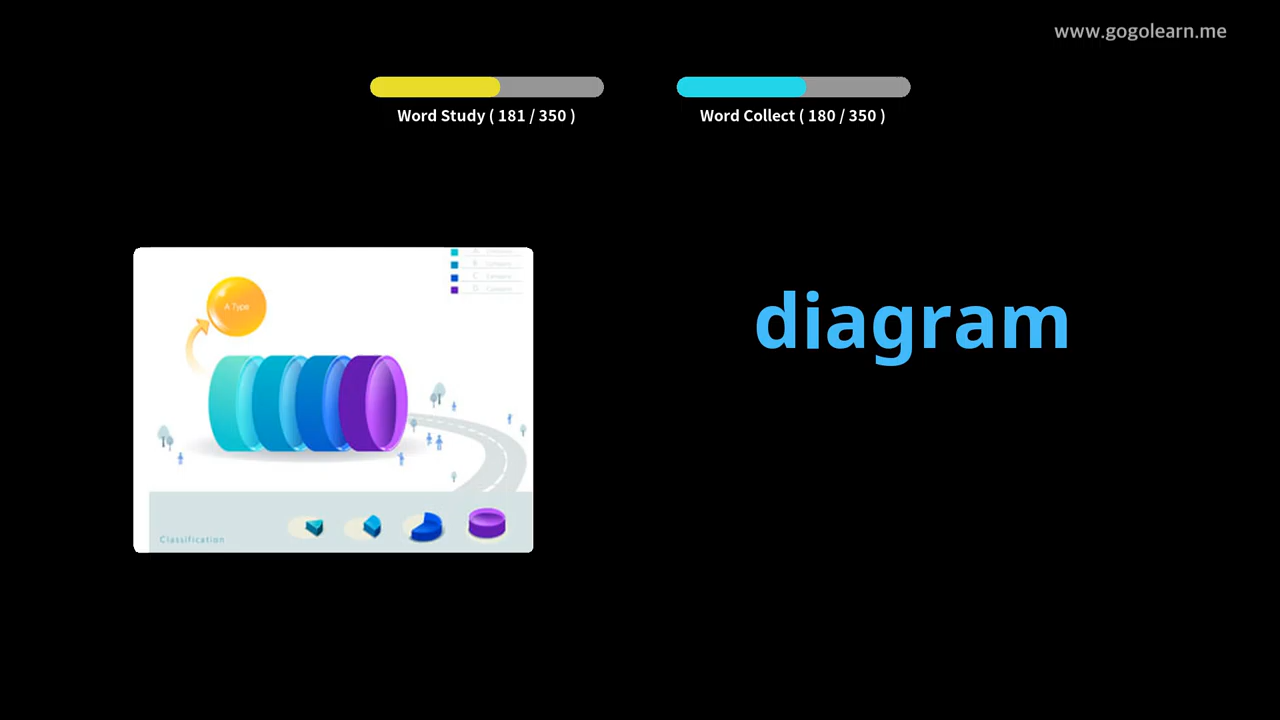 www.gogolearn.me
Word Study ( 181 / 350 )
Word Collect ( 180 / 350 )
A Type
A
B
C
diagram
Classification